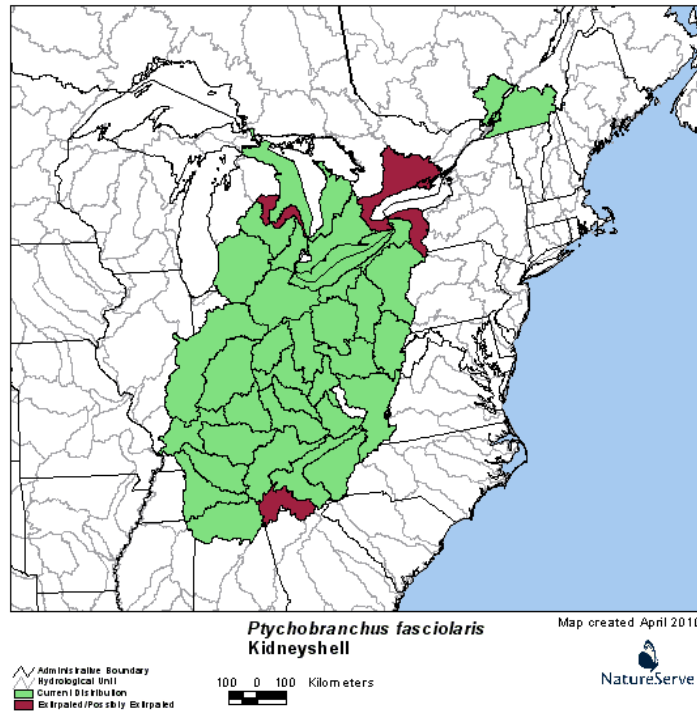 Ptychobranchus fasciolaris
Kidneyshell
Map created April 2010
Administrative Boundary
Hydrological Unit
Current Distribution
Extirpated/Possibly Extirpated
100 0 100 Kilometers
NatureServe